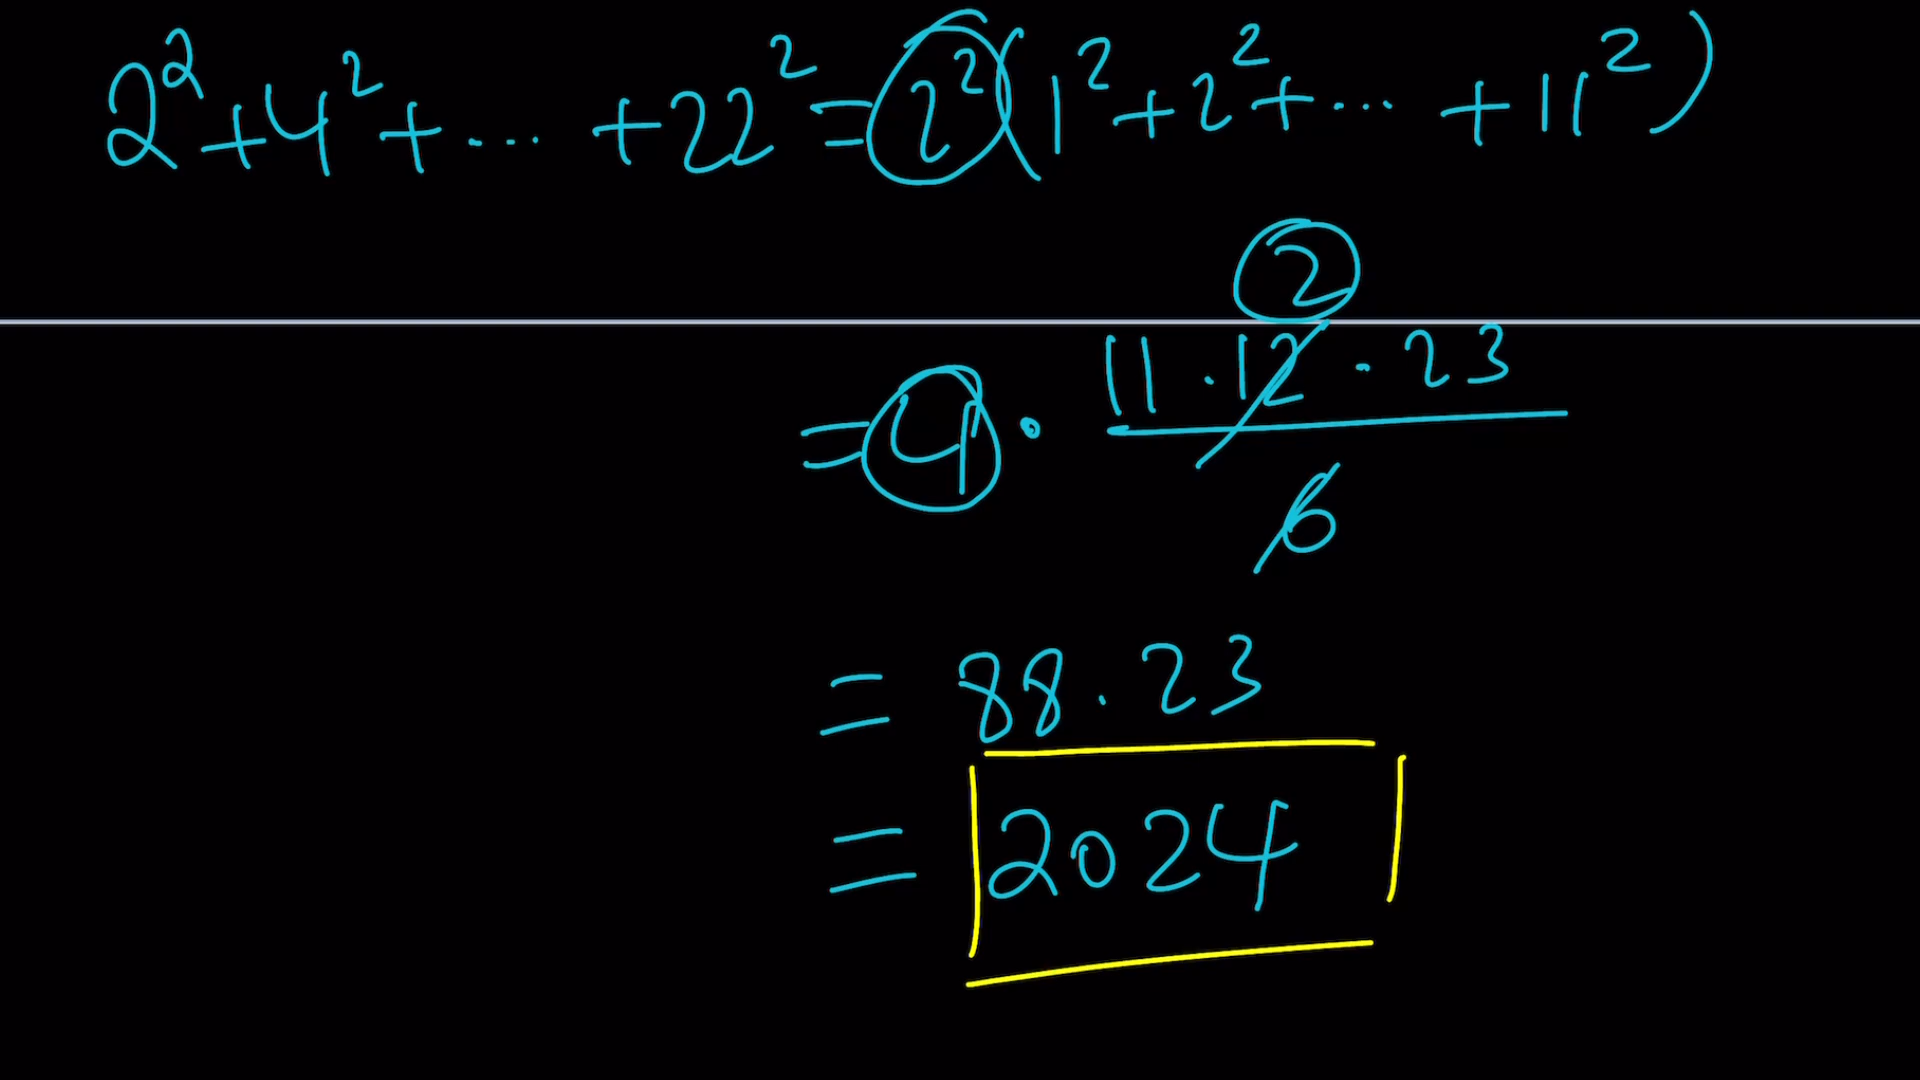 2² + 4² + ... + 22² = 2² (1² + 2² + ... + 11²)
2
= 4 · 11 · 12 · 23 / 6
= 88 · 23
= 2024